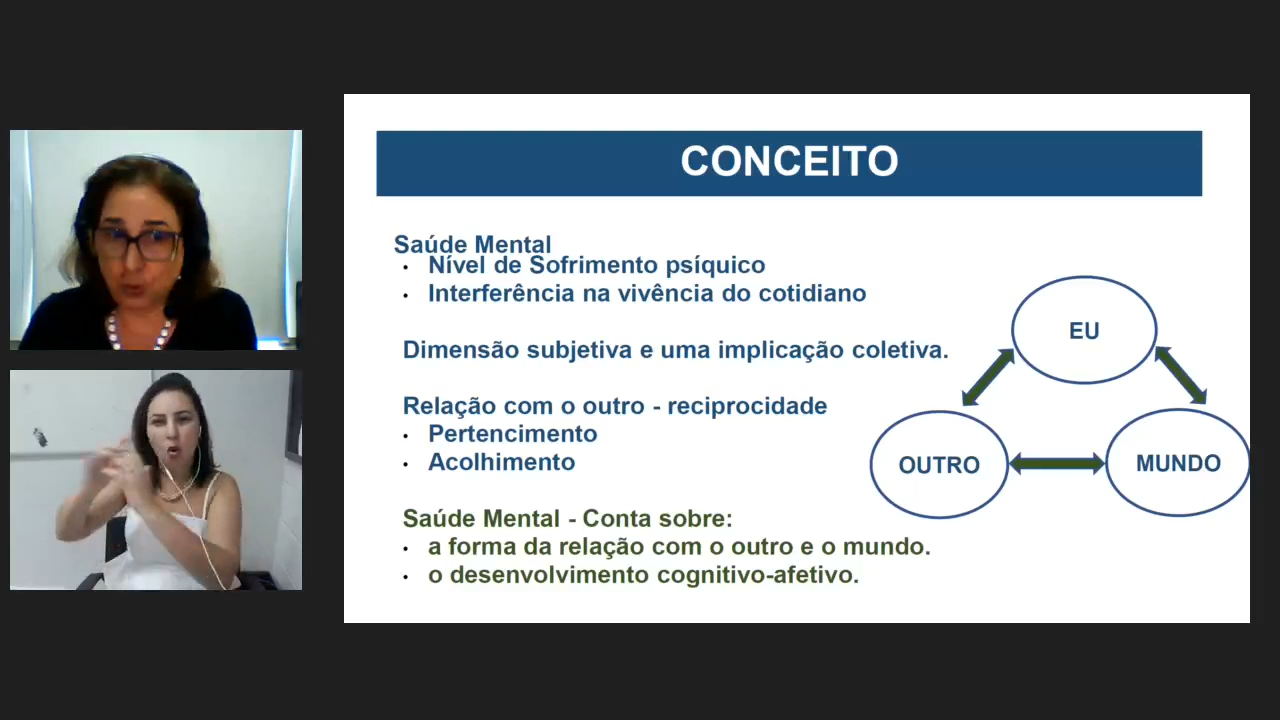 CONCEITO
Saúde Mental
• Nível de Sofrimento psíquico
• Interferência na vivência do cotidiano
Dimensão subjetiva e uma implicação coletiva.
Relação com o outro - reciprocidade
• Pertencimento
• Acolhimento
Saúde Mental - Conta sobre:
• a forma da relação com o outro e o mundo.
• o desenvolvimento cognitivo-afetivo.
EU
OUTRO
MUNDO